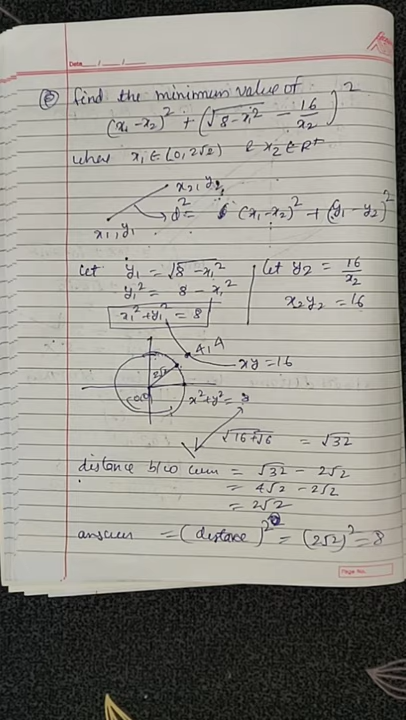 Date / /
find the minimum value of
(x₁-x₂)² + (√(8-x₁²) - 16/x₂)²
where x₁ ∈ (0, 2√2) & x₂ ∈ R⁺
x₂, y₂
d² = (x₁-x₂)² + (y₁-y₂)²
x₁, y₁
let y₁ = √(8-x₁²)
y₁² = 8 - x₁²
x₁²+y₁² = 8
let y₂ = 16/x₂
x₂y₂ = 16
4,4
xy = 16
2√2
x²+y² = 8
√(16+16) = √32
distance b/w = √32 - 2√2
= 4√2 - 2√2
= 2√2
answer = (distance)² = (2√2)² = 8
Page No.